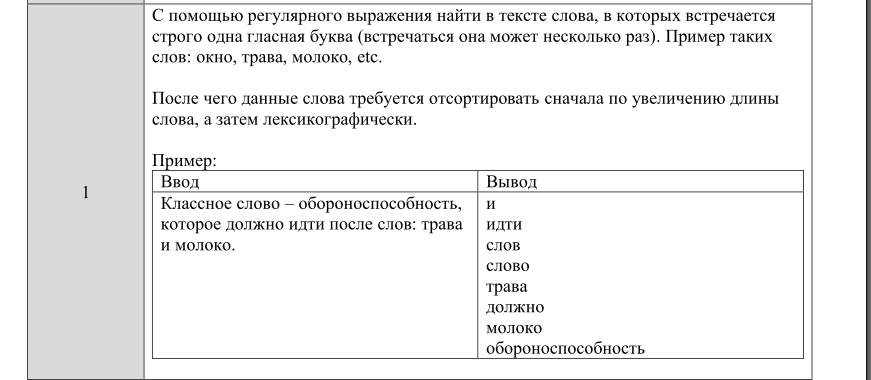 С помощью регулярного выражения найти в тексте слова, в которых встречается
строго одна гласная буква (встречаться она может несколько раз). Пример таких
слов: окно, трава, молоко, etc.
После чего данные слова требуется отсортировать сначала по увеличению длины
слова, а затем лексикографически.
1
Пример:
Ввод
Вывод
Классное слово – обороноспособность,
которое должно идти после слов: трава
и молоко.
и
идти
слов
слово
трава
должно
молоко
обороноспособность